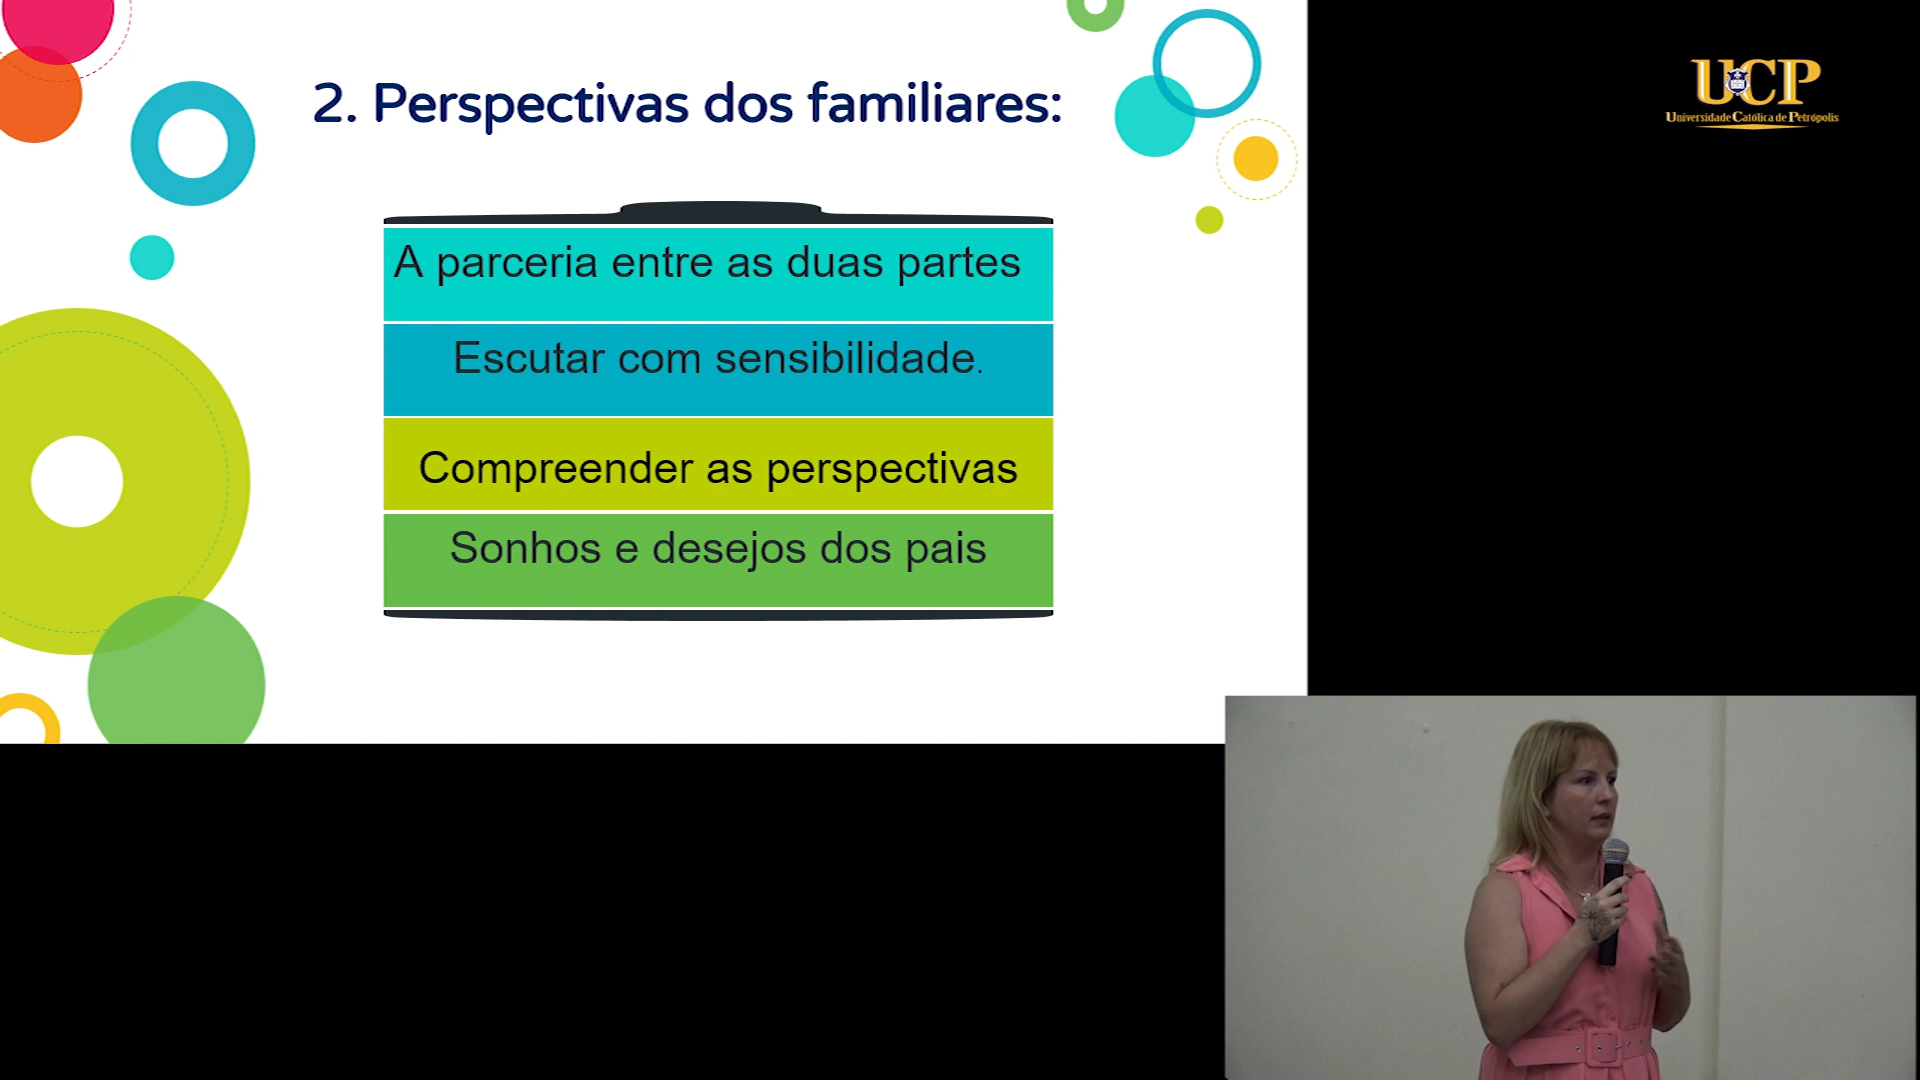 2. Perspectivas dos familiares:
A parceria entre as duas partes
Escutar com sensibilidade.
Compreender as perspectivas
Sonhos e desejos dos pais
UCP
Universidade Católica de Petrópolis